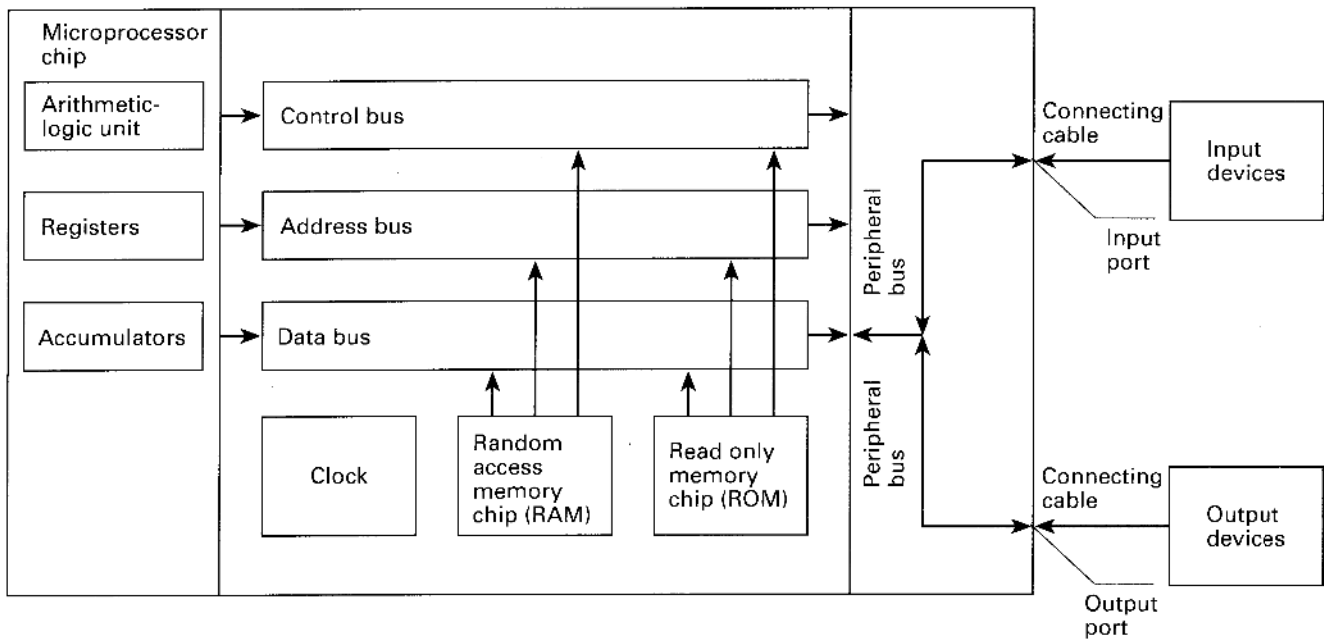 Microprocessor
chip
Arithmetic-
logic unit
Registers
Accumulators
Control bus
Address bus
Data bus
Clock
Random
access
memory
chip (RAM)
Read only
memory
chip (ROM)
Peripheral
bus
Peripheral
bus
Connecting
cable
Input
devices
Input
port
Connecting
cable
Output
devices
Output
port